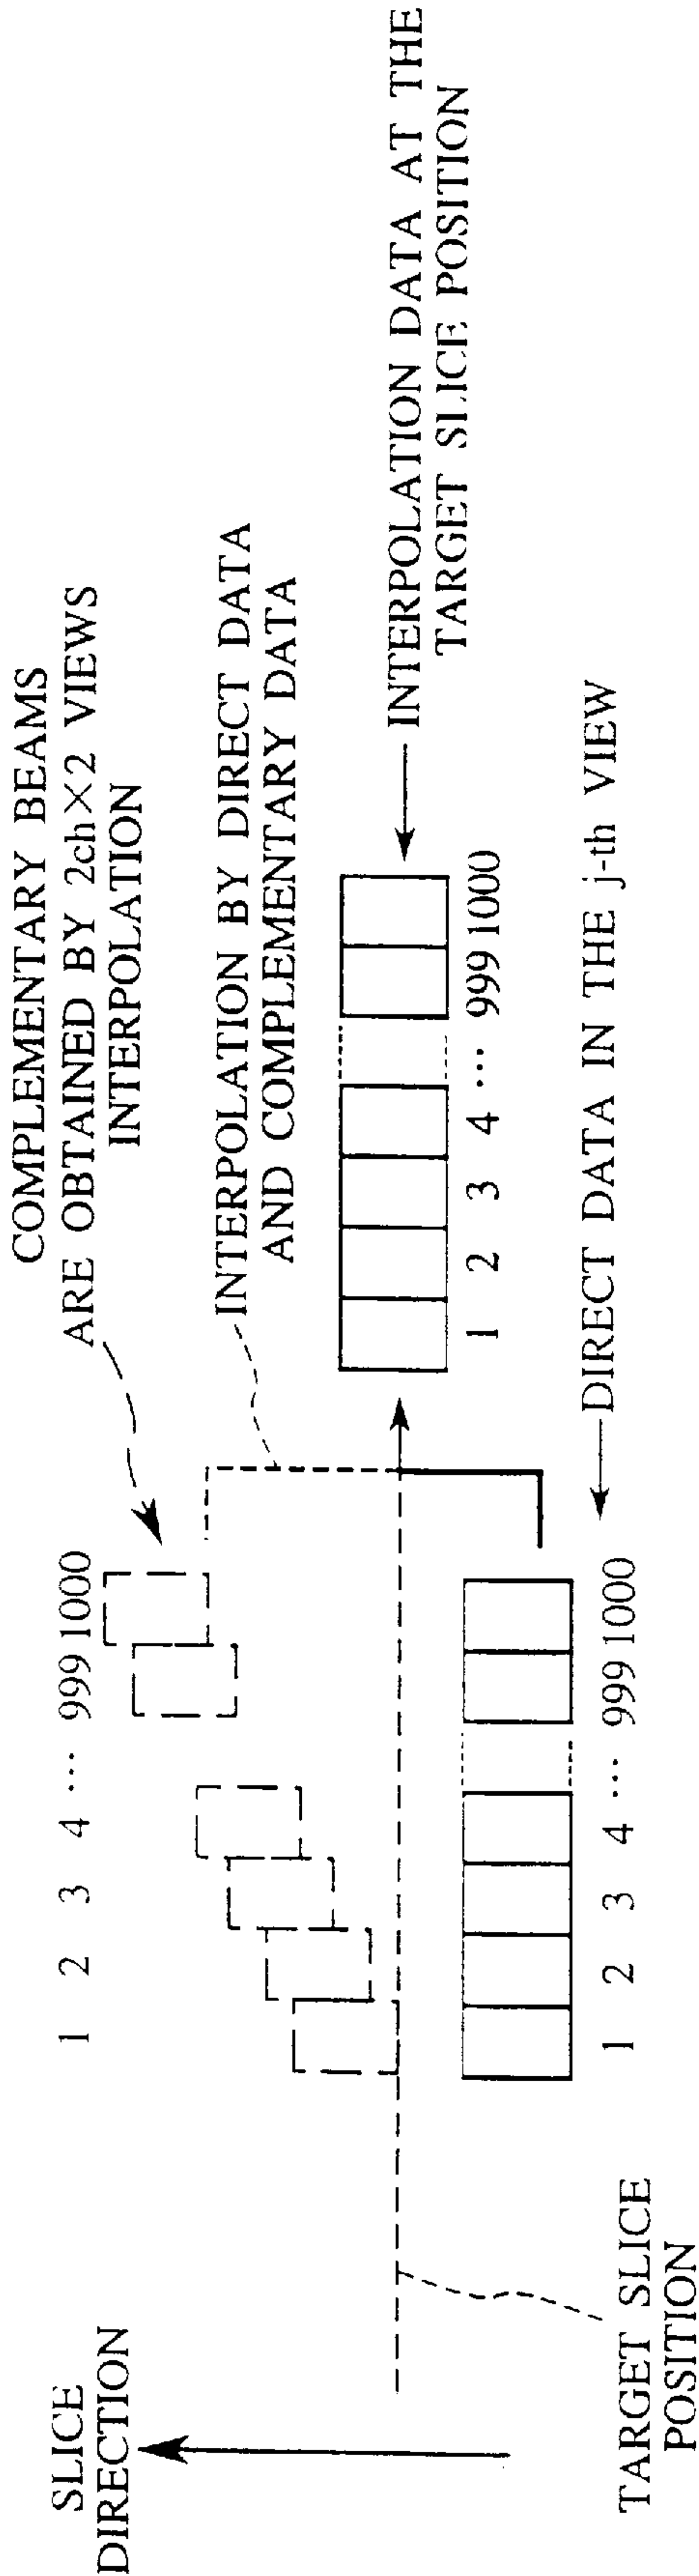 COMPLEMENTARY BEAMS
ARE OBTAINED BY 2ch×2 VIEWS
INTERPOLATION
SLICE
DIRECTION
1 2 3 4 ... 999 1000
INTERPOLATION BY DIRECT DATA
AND COMPLEMENTARY DATA
INTERPOLATION DATA AT THE
TARGET SLICE POSITION
1 2 3 4 ... 999 1000
TARGET SLICE
POSITION
1 2 3 4 ... 999 1000
DIRECT DATA IN THE j-th VIEW